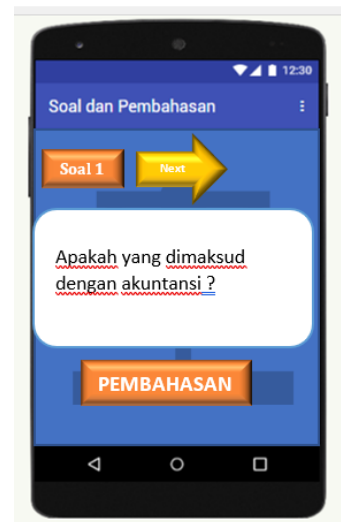 12:30
Soal dan Pembahasan
Soal 1
Next
Apakah yang dimaksud
dengan akuntansi ?
PEMBAHASAN